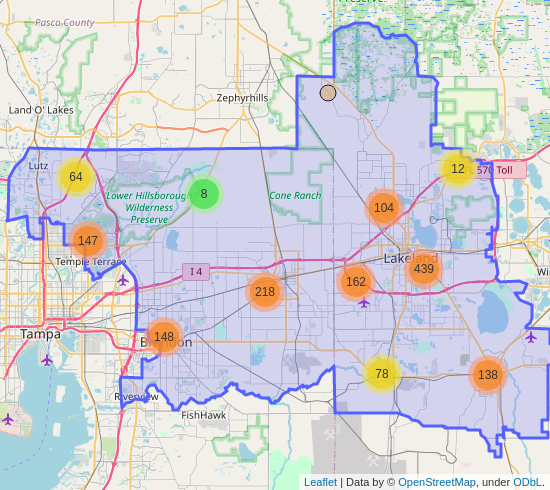 Pasco County
Preserve
Land O' Lakes
Zephyrhills
Lutz
64
8
12
570 Toll
Lower Hillsborough
Wilderness
Preserve
Cone Ranch
104
147
Temple Terrace
Lakeland
I 4
439
162
218
Tampa
148
78
138
Riverview
FishHawk
Leaflet | Data by © OpenStreetMap, under ODbL.